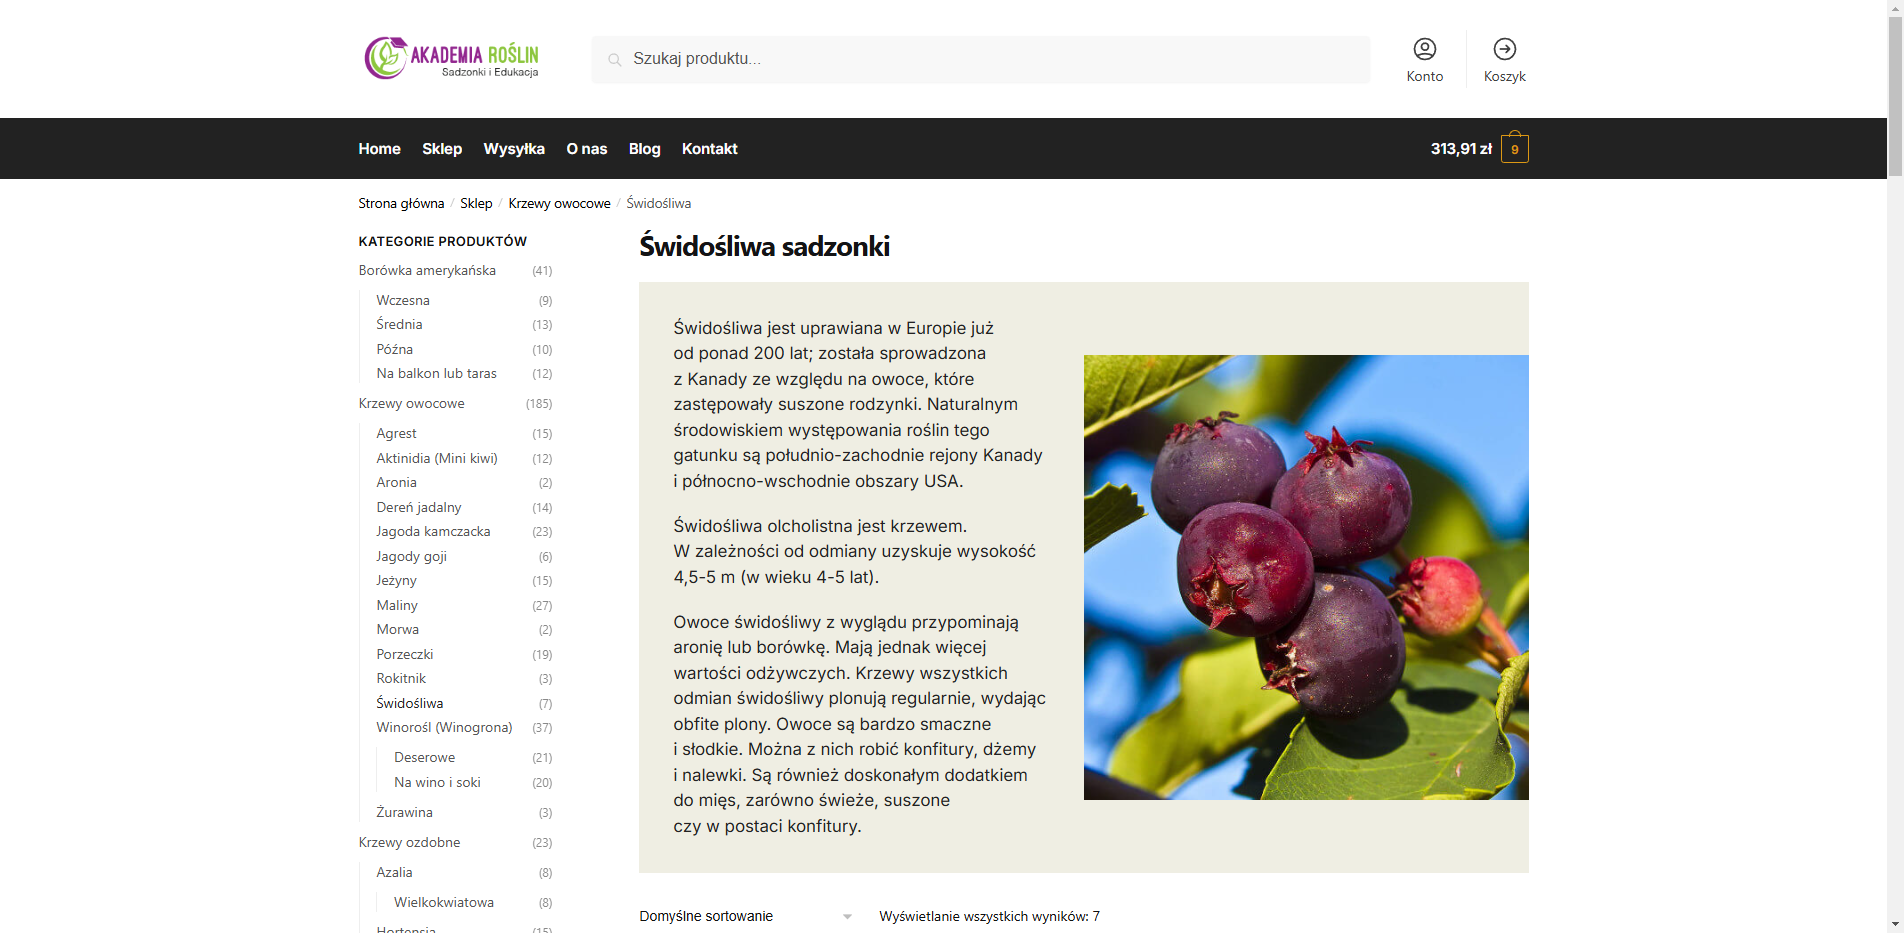 AKADEMIA ROŚLIN
Sadzonki i Edukacja
Szukaj produktu...
Konto
Koszyk
Home
Sklep
Wysyłka
O nas
Blog
Kontakt
313,91 zł
9
Strona główna / Sklep / Krzewy owocowe / Świdośliwa
KATEGORIE PRODUKTÓW
Borówka amerykańska (41)
Wczesna (9)
Średnia (13)
Późna (10)
Na balkon lub taras (12)
Krzewy owocowe (185)
Agrest (15)
Aktinidia (Mini kiwi) (12)
Aronia (2)
Dereń jadalny (14)
Jagoda kamczacka (23)
Jagody goji (6)
Jeżyny (15)
Maliny (27)
Morwa (2)
Porzeczki (19)
Rokitnik (3)
Świdośliwa (7)
Winorośl (Winogrona) (37)
Deserowe (21)
Na wino i soki (20)
Żurawina (3)
Krzewy ozdobne (23)
Azalia (8)
Wielkokwiatowa (8)
Hortensja (15)
Świdośliwa sadzonki
Świdośliwa jest uprawiana w Europie już
od ponad 200 lat; została sprowadzona
z Kanady ze względu na owoce, które
zastępowały suszone rodzynki. Naturalnym
środowiskiem występowania roślin tego
gatunku są południo-zachodnie rejony Kanady
i północno-wschodnie obszary USA.
Świdośliwa olcholistna jest krzewem.
W zależności od odmiany uzyskuje wysokość
4,5-5 m (w wieku 4-5 lat).
Owoce świdośliwy z wyglądu przypominają
aronię lub borówkę. Mają jednak więcej
wartości odżywczych. Krzewy wszystkich
odmian świdośliwy plonują regularnie, wydając
obfite plony. Owoce są bardzo smaczne
i słodkie. Można z nich robić konfitury, dżemy
i nalewki. Są również doskonałym dodatkiem
do mięs, zarówno świeże, suszone
czy w postaci konfitury.
Domyślne sortowanie
Wyświetlanie wszystkich wyników: 7